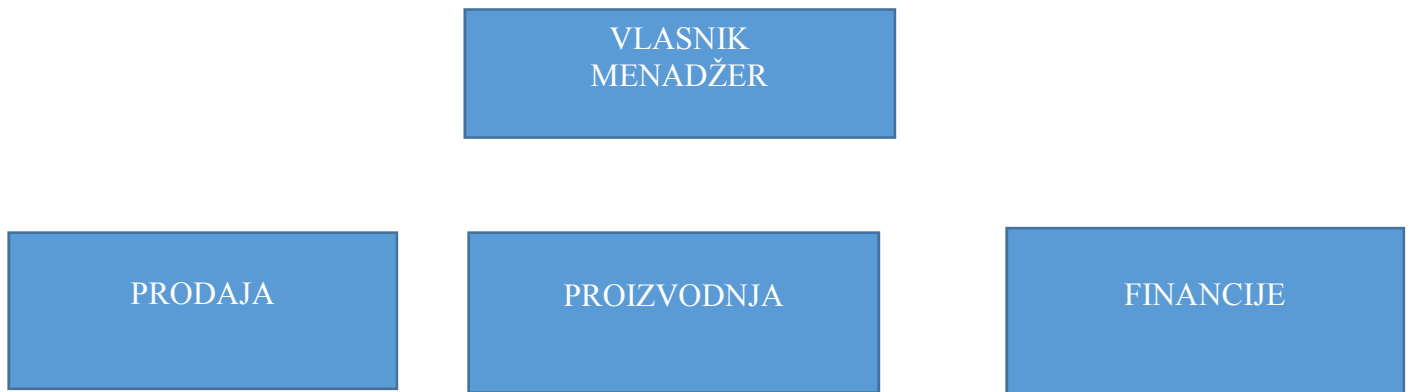 VLASNIK
MENADŽER
PRODAJA
PROIZVODNJA
FINANCIJE